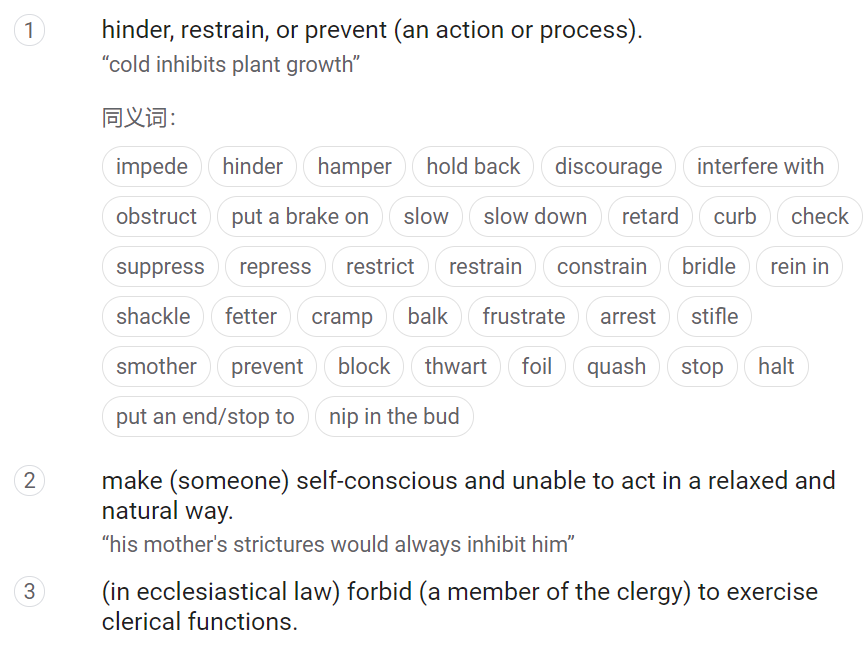 1 hinder, restrain, or prevent (an action or process).
“cold inhibits plant growth”
同义词：
impede hinder hamper hold back discourage interfere with
obstruct put a brake on slow slow down retard curb check
suppress repress restrict restrain constrain bridle rein in
shackle fetter cramp balk frustrate arrest stifle
smother prevent block thwart foil quash stop halt
put an end/stop to nip in the bud
2 make (someone) self-conscious and unable to act in a relaxed and
natural way.
“his mother's strictures would always inhibit him”
3 (in ecclesiastical law) forbid (a member of the clergy) to exercise
clerical functions.